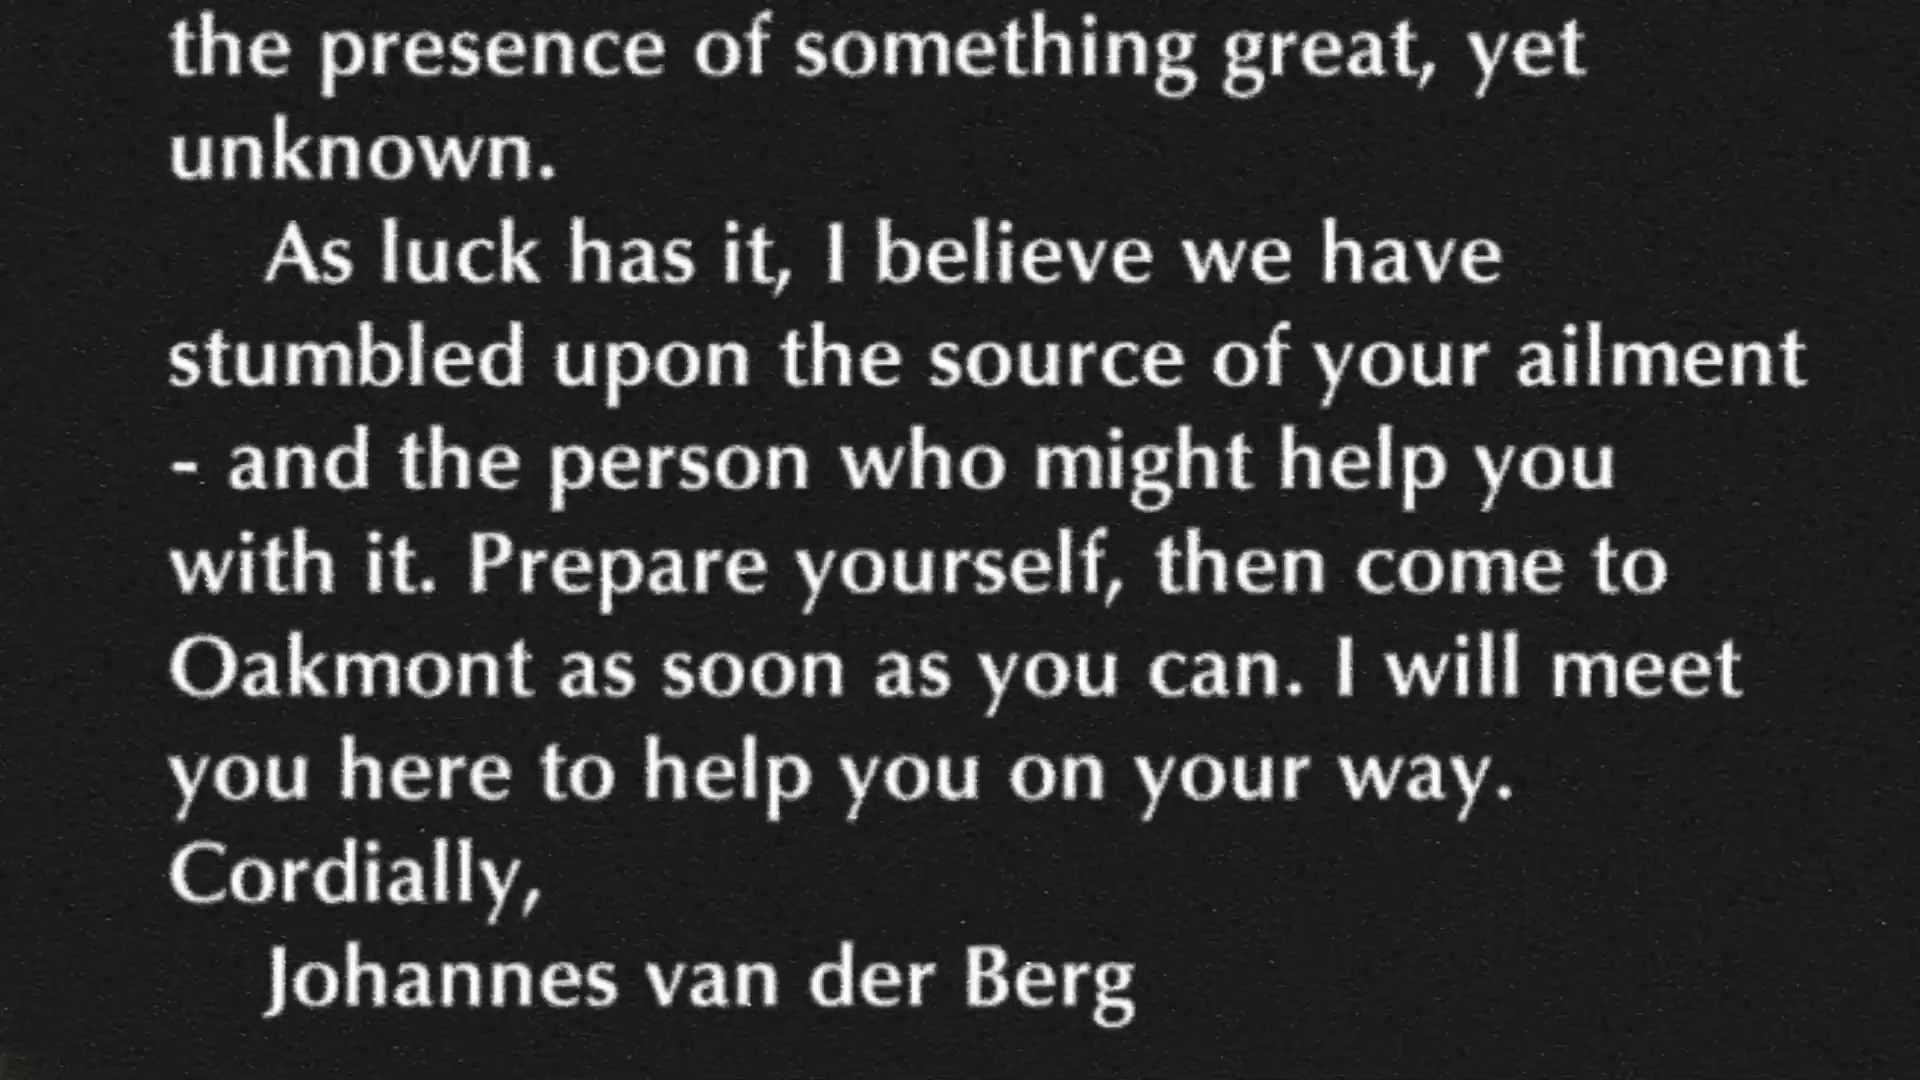 the presence of something great, yet
unknown.
As luck has it, I believe we have
stumbled upon the source of your ailment
- and the person who might help you
with it. Prepare yourself, then come to
Oakmont as soon as you can. I will meet
you here to help you on your way.
Cordially,
Johannes van der Berg